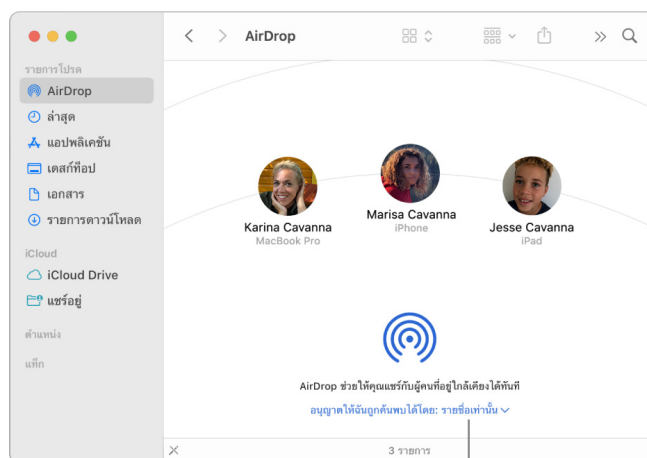 AirDrop
รายการโปรด
AirDrop
ล่าสุด
แอปพลิเคชัน
เดสก์ท็อป
เอกสาร
รายการดาวน์โหลด
iCloud
iCloud Drive
แชร์อยู่
ตำแหน่ง
แท็ก
Karina Cavanna
MacBook Pro
Marisa Cavanna
iPhone
Jesse Cavanna
iPad
AirDrop ช่วยให้คุณแชร์กับผู้คนที่อยู่ใกล้เคียงได้ทันที
อนุญาตให้ฉันถูกค้นพบได้โดย: รายชื่อเท่านั้น
3 รายการ